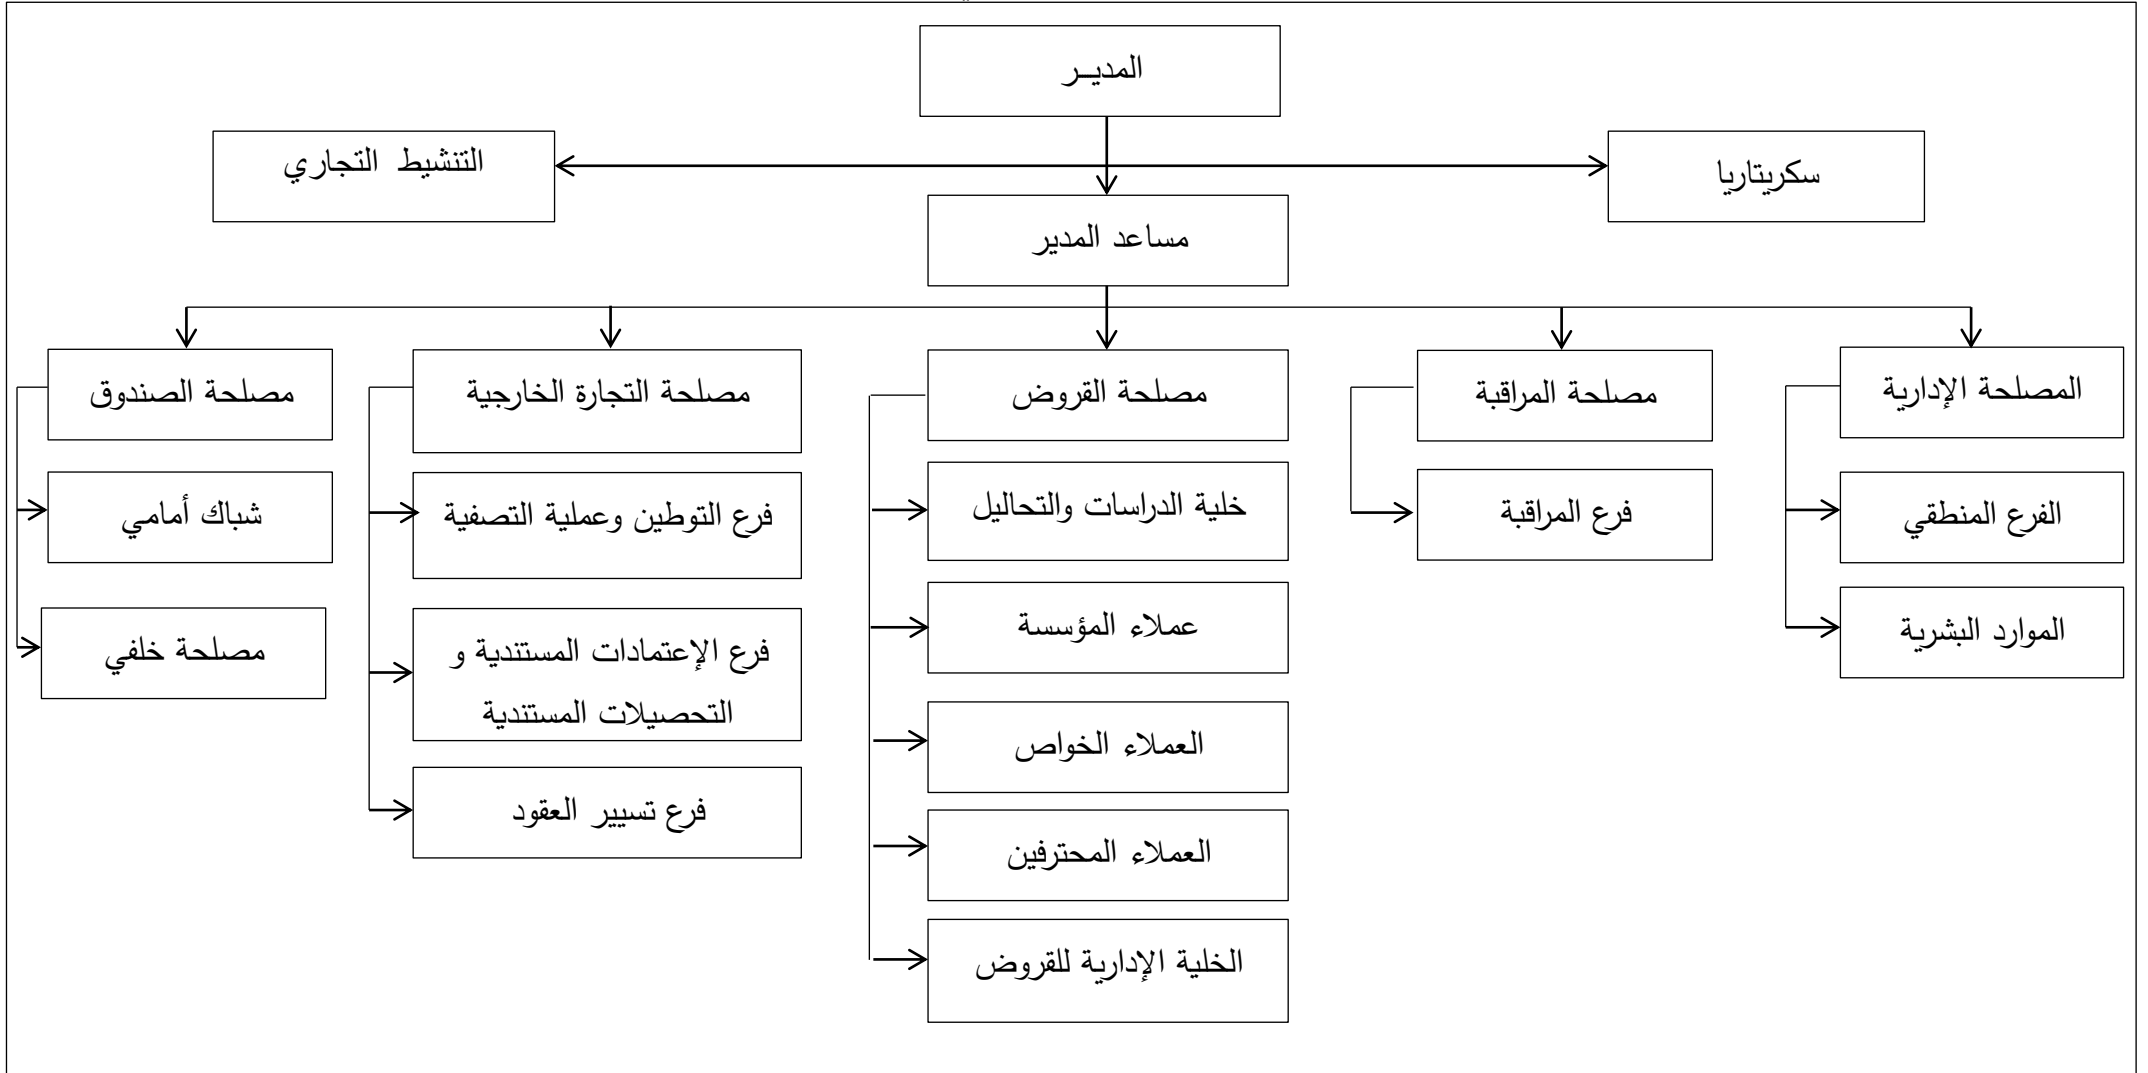 المديــر
سكريتاريا
التنشيط التجاري
مساعد المدير
المصلحة الإدارية
الفرع المنطقي
الموارد البشرية
مصلحة المراقبة
فرع المراقبة
مصلحة القروض
خلية الدراسات والتحاليل
عملاء المؤسسة
العملاء الخواص
العملاء المحترفين
الخلية الإدارية للقروض
مصلحة التجارة الخارجية
فرع التوطين وعملية التصفية
فرع الإعتمادات المستندية و
التحصيلات المستندية
فرع تسيير العقود
مصلحة الصندوق
شباك أمامي
مصلحة خلفي